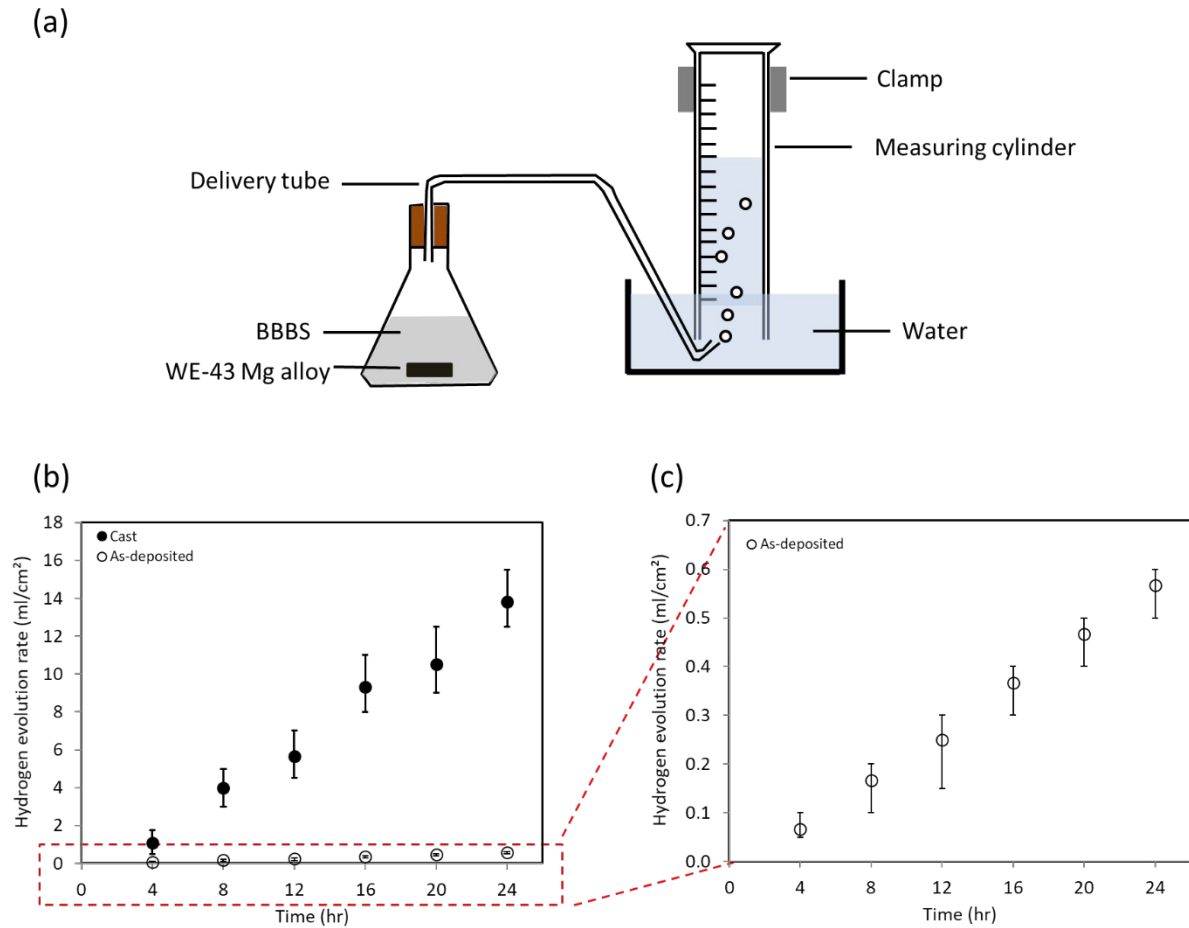 (a)
Clamp
Measuring cylinder
Delivery tube
BBBS
WE-43 Mg alloy
Water
(b)
Hydrogen evolution rate (ml/cm²)
18
16
14
12
10
8
6
4
2
0
Cast
As-deposited
0 4 8 12 16 20 24
Time (hr)
(c)
Hydrogen evolution rate (ml/cm²)
0.7
0.6
0.5
0.4
0.3
0.2
0.1
0.0
As-deposited
0 4 8 12 16 20 24
Time (hr)